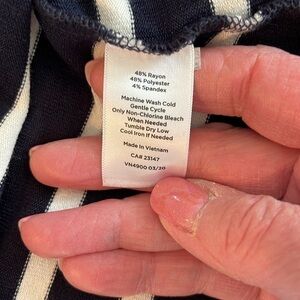 48% Rayon
48% Polyester
4% Spandex
Machine Wash Cold
Gentle Cycle
Only Non-Chlorine Bleach
When Needed
Tumble Dry Low
Cool Iron If Needed
Made in Vietnam
CA# 23147
VN4900 03/20